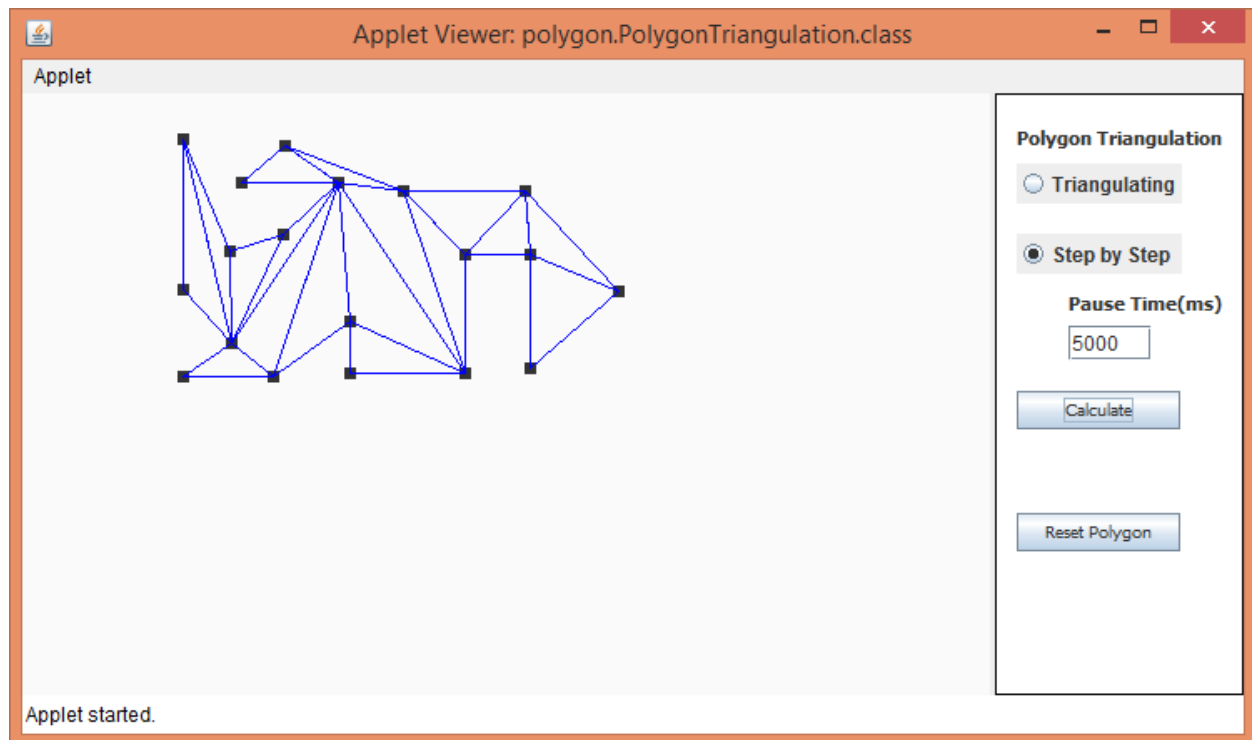 Applet Viewer: polygon.PolygonTriangulation.class
Applet
Polygon Triangulation
Triangulating
Step by Step
Pause Time(ms)
5000
Calculate
Reset Polygon
Applet started.